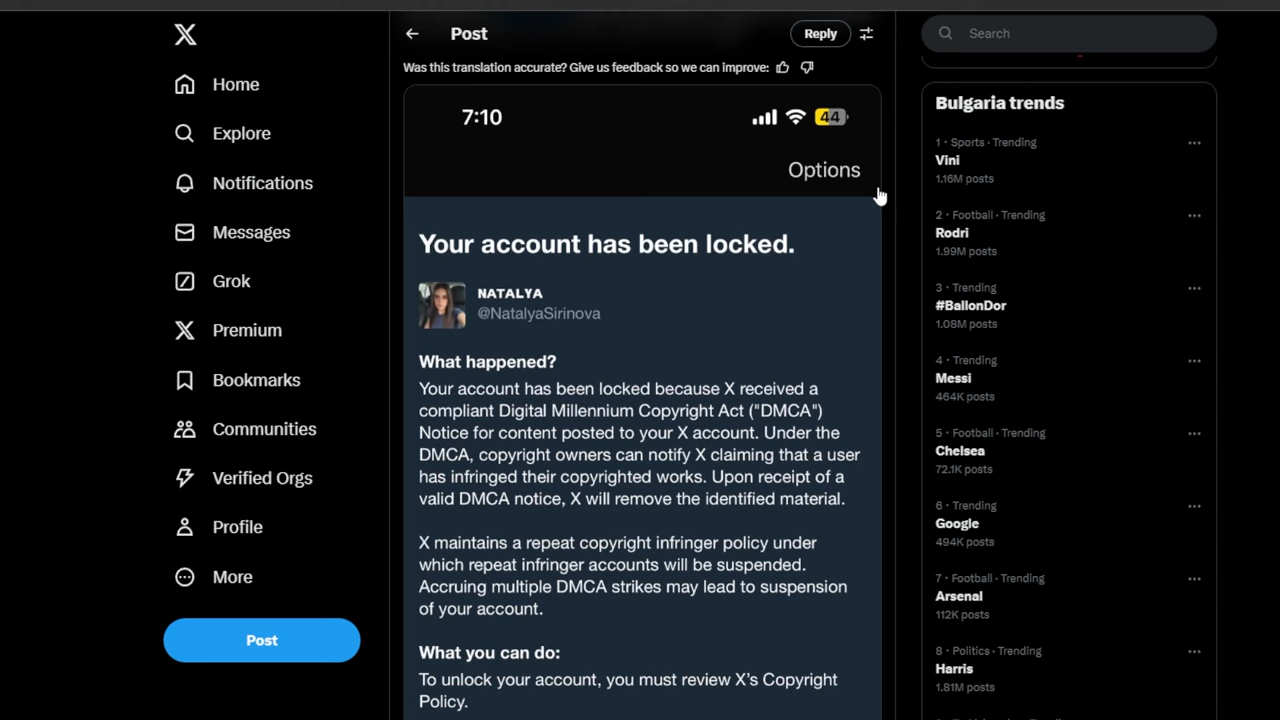 Home
Explore
Notifications
Messages
Grok
Premium
Bookmarks
Communities
Verified Orgs
Profile
More
Post
Post
Reply
Was this translation accurate? Give us feedback so we can improve:
7:10
44
Options
Your account has been locked.
NATALYA
@NatalyaSirinova
What happened?
Your account has been locked because X received a
compliant Digital Millennium Copyright Act ("DMCA")
Notice for content posted to your X account. Under the
DMCA, copyright owners can notify X claiming that a user
has infringed their copyrighted works. Upon receipt of a
valid DMCA notice, X will remove the identified material.
X maintains a repeat copyright infringer policy under
which repeat infringer accounts will be suspended.
Accruing multiple DMCA strikes may lead to suspension
of your account.
What you can do:
To unlock your account, you must review X's Copyright
Policy.
Search
Bulgaria trends
1 · Sports · Trending
Vini
1.16M posts
2 · Football · Trending
Rodri
1.99M posts
3 · Trending
#BallonDor
1.08M posts
4 · Trending
Messi
464K posts
5 · Football · Trending
Chelsea
72.1K posts
6 · Trending
Google
494K posts
7 · Football · Trending
Arsenal
112K posts
8 · Politics · Trending
Harris
1.81M posts